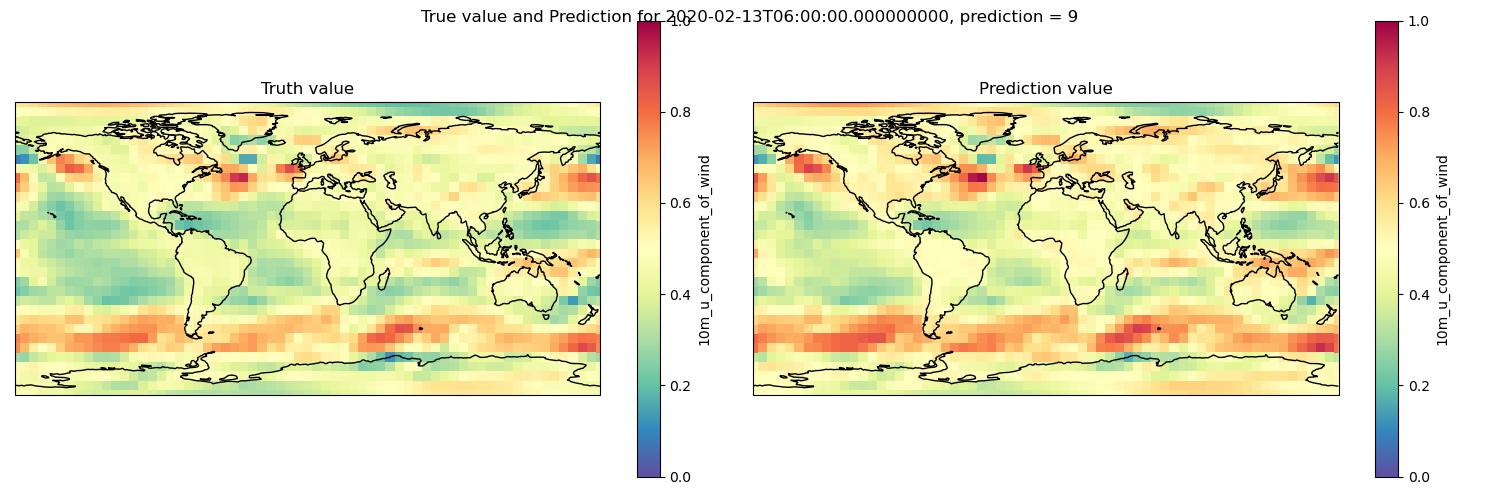 True value and Prediction for 2020-02-13T06:00:00.000000000, prediction = 9
Truth value
1.0
0.8
0.6
0.4
0.2
0.0
10m_u_component_of_wind
Prediction value
1.0
0.8
0.6
0.4
0.2
0.0
10m_u_component_of_wind